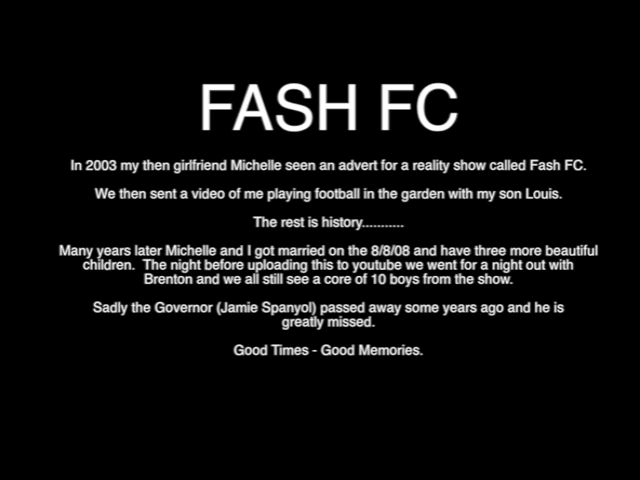 FASH FC
In 2003 my then girlfriend Michelle seen an advert for a reality show called Fash FC.
We then sent a video of me playing football in the garden with my son Louis.
The rest is history...........
Many years later Michelle and I got married on the 8/8/08 and have three more beautiful
children.  The night before uploading this to youtube we went for a night out with
Brenton and we all still see a core of 10 boys from the show.
Sadly the Governor (Jamie Spanyol) passed away some years ago and he is
greatly missed.
Good Times - Good Memories.